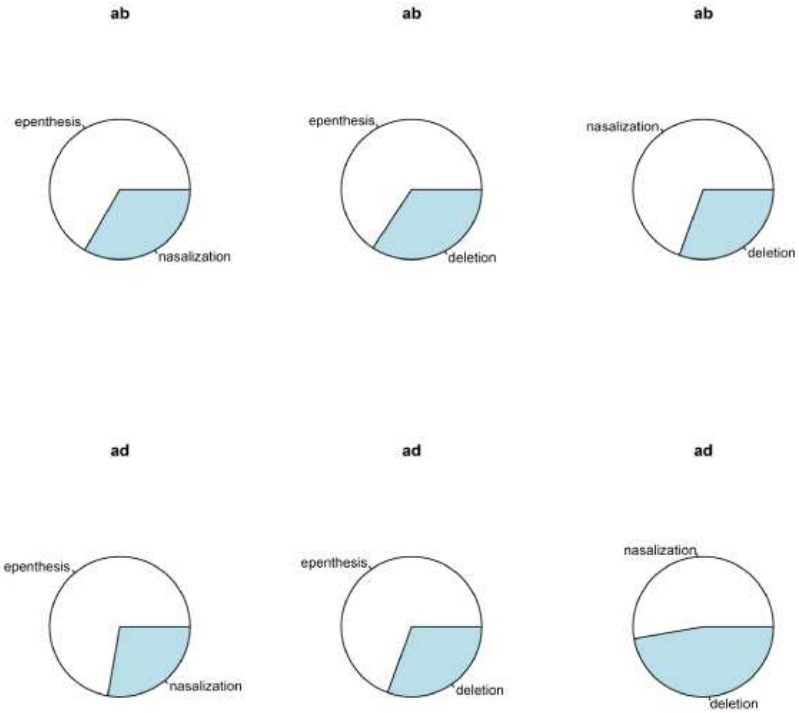 ab
ab
ab
epenthesis
nasalization
epenthesis
deletion
nasalization
deletion
ad
ad
ad
epenthesis
nasalization
epenthesis
deletion
nasalization
deletion